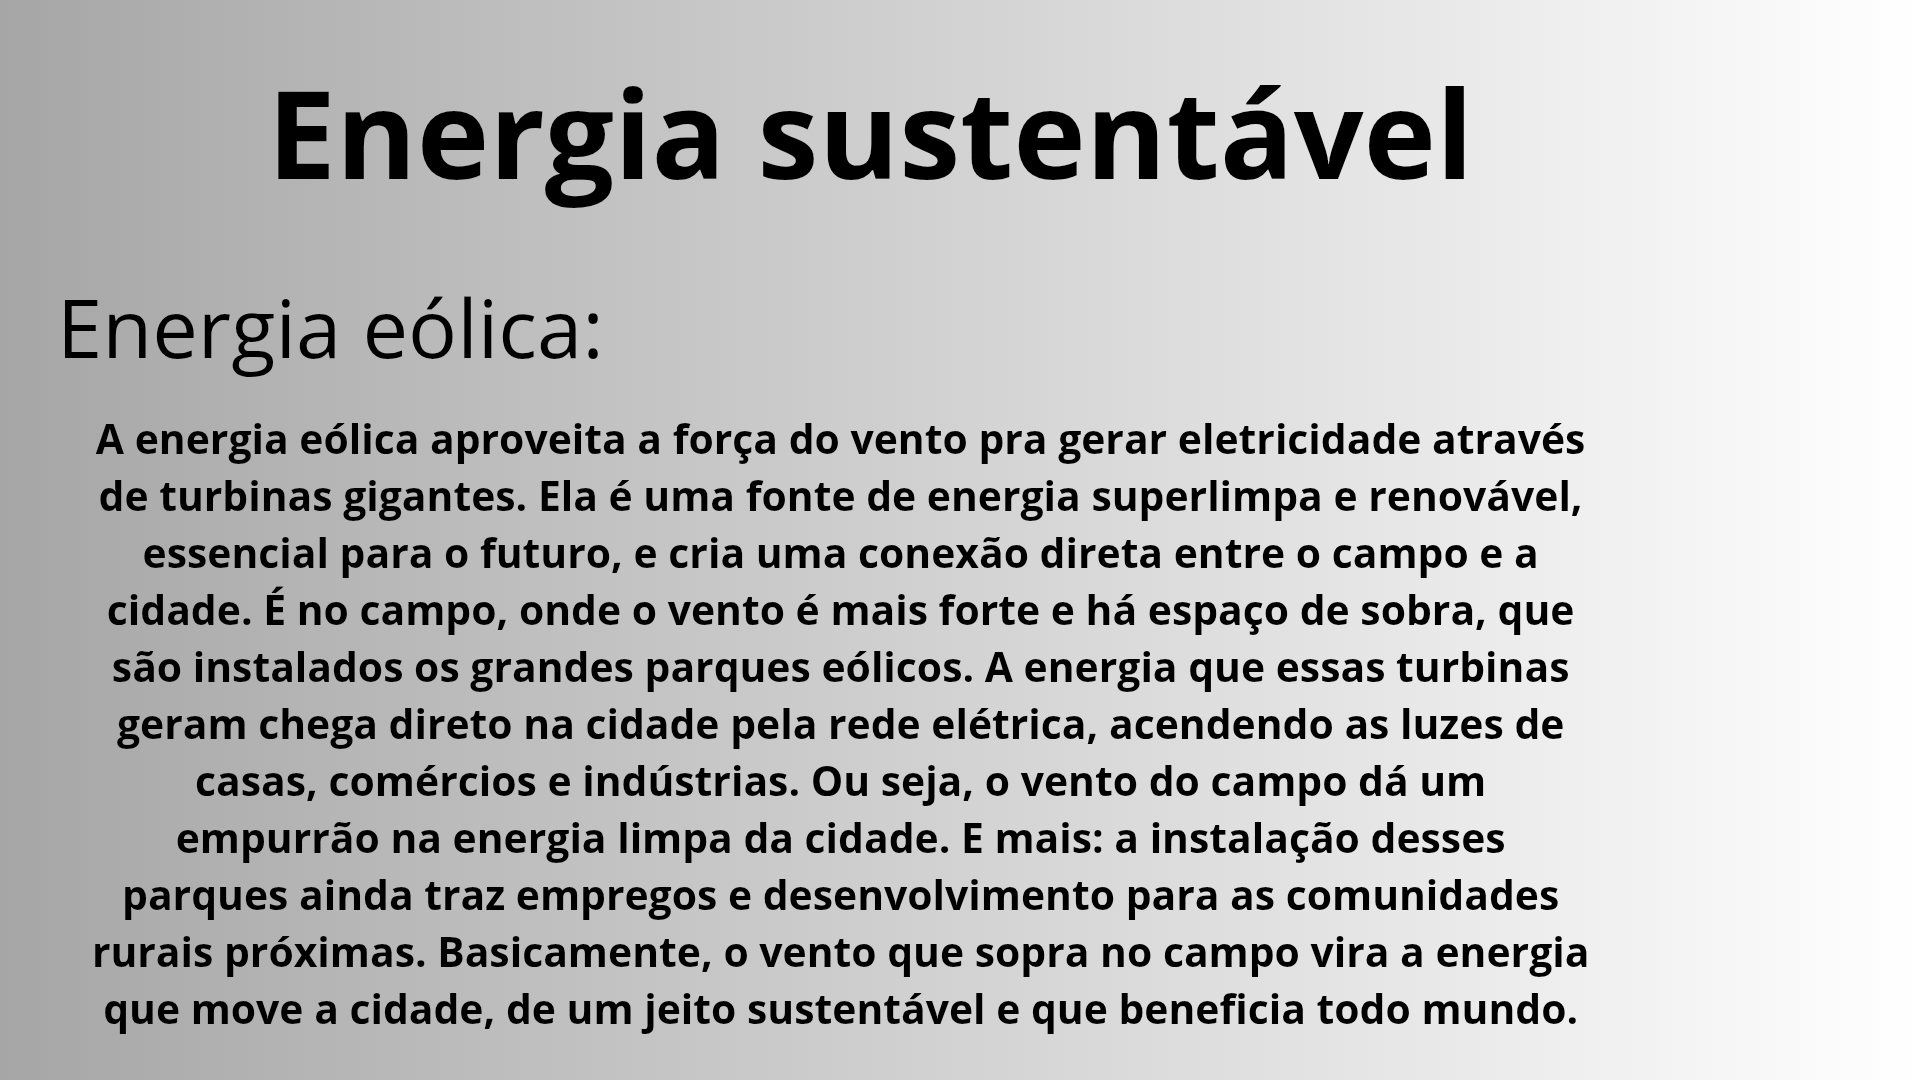 Energia sustentável
Energia eólica:
A energia eólica aproveita a força do vento pra gerar eletricidade através
de turbinas gigantes. Ela é uma fonte de energia superlimpa e renovável,
essencial para o futuro, e cria uma conexão direta entre o campo e a
cidade. É no campo, onde o vento é mais forte e há espaço de sobra, que
são instalados os grandes parques eólicos. A energia que essas turbinas
geram chega direto na cidade pela rede elétrica, acendendo as luzes de
casas, comércios e indústrias. Ou seja, o vento do campo dá um
empurrão na energia limpa da cidade. E mais: a instalação desses
parques ainda traz empregos e desenvolvimento para as comunidades
rurais próximas. Basicamente, o vento que sopra no campo vira a energia
que move a cidade, de um jeito sustentável e que beneficia todo mundo.